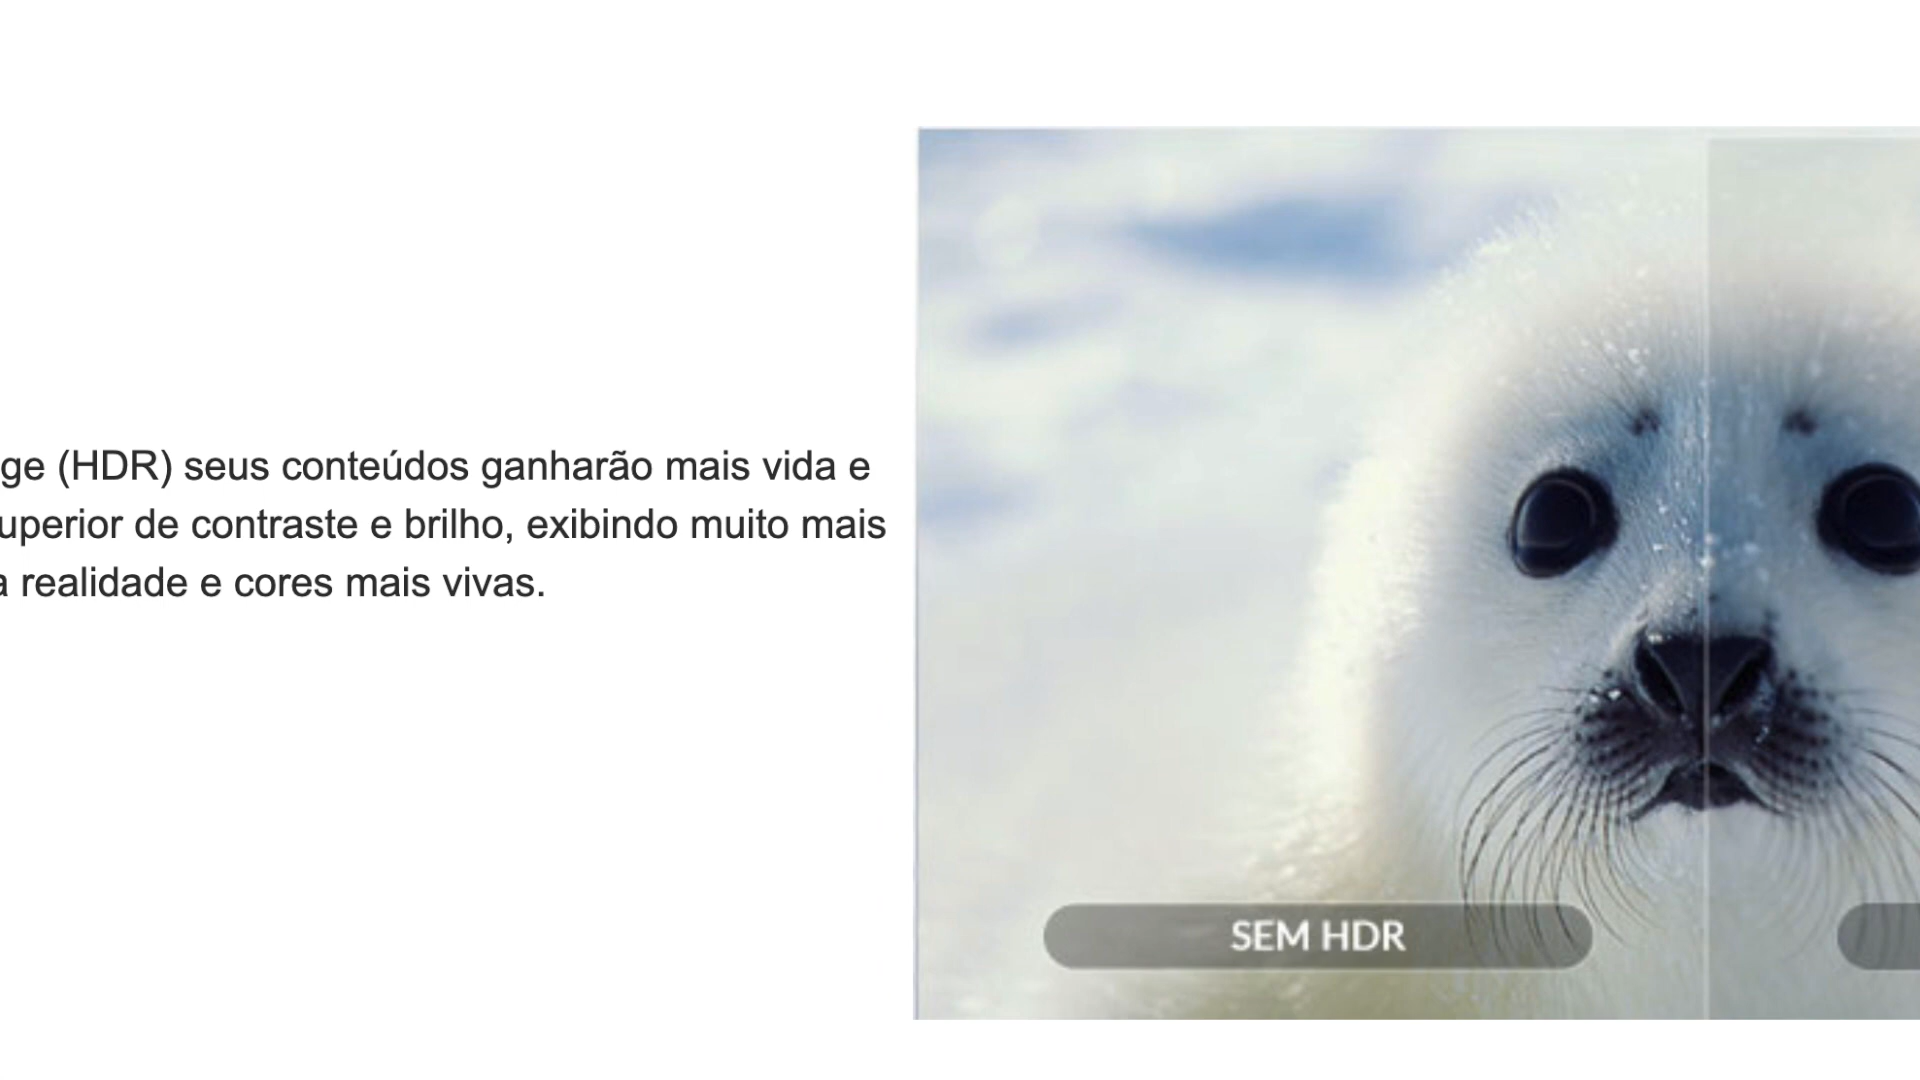 ge (HDR) seus conteúdos ganharão mais vida e
uperior de contraste e brilho, exibindo muito mais
a realidade e cores mais vivas.
SEM HDR